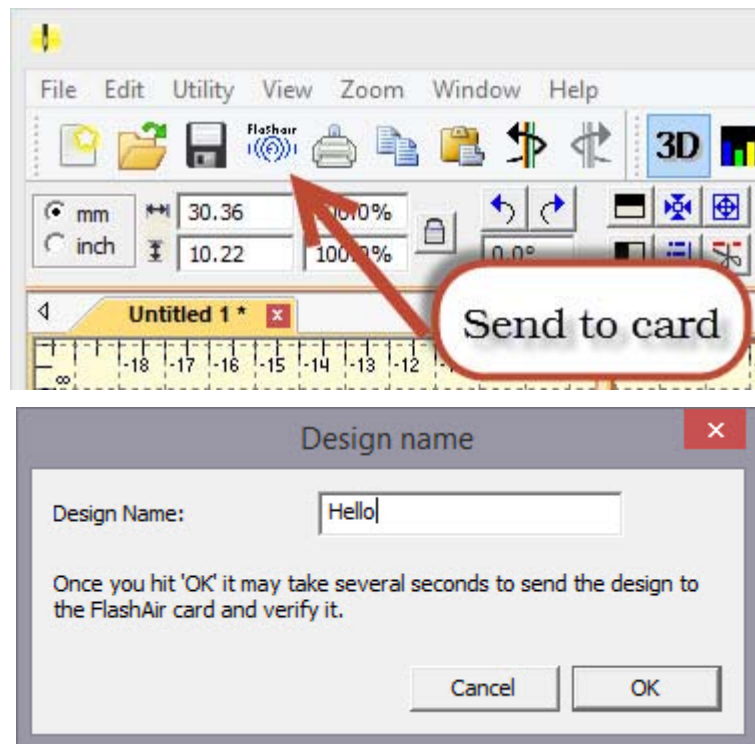 File Edit Utility View Zoom Window Help
Flashair
3D
mm 30.36
inch 10.22 0.0°
Untitled 1 *
Send to card
-18 -17 -16 -15 -14 -13 -12
Design name
Design Name: Hello
Once you hit 'OK' it may take several seconds to send the design to
the FlashAir card and verify it.
Cancel OK